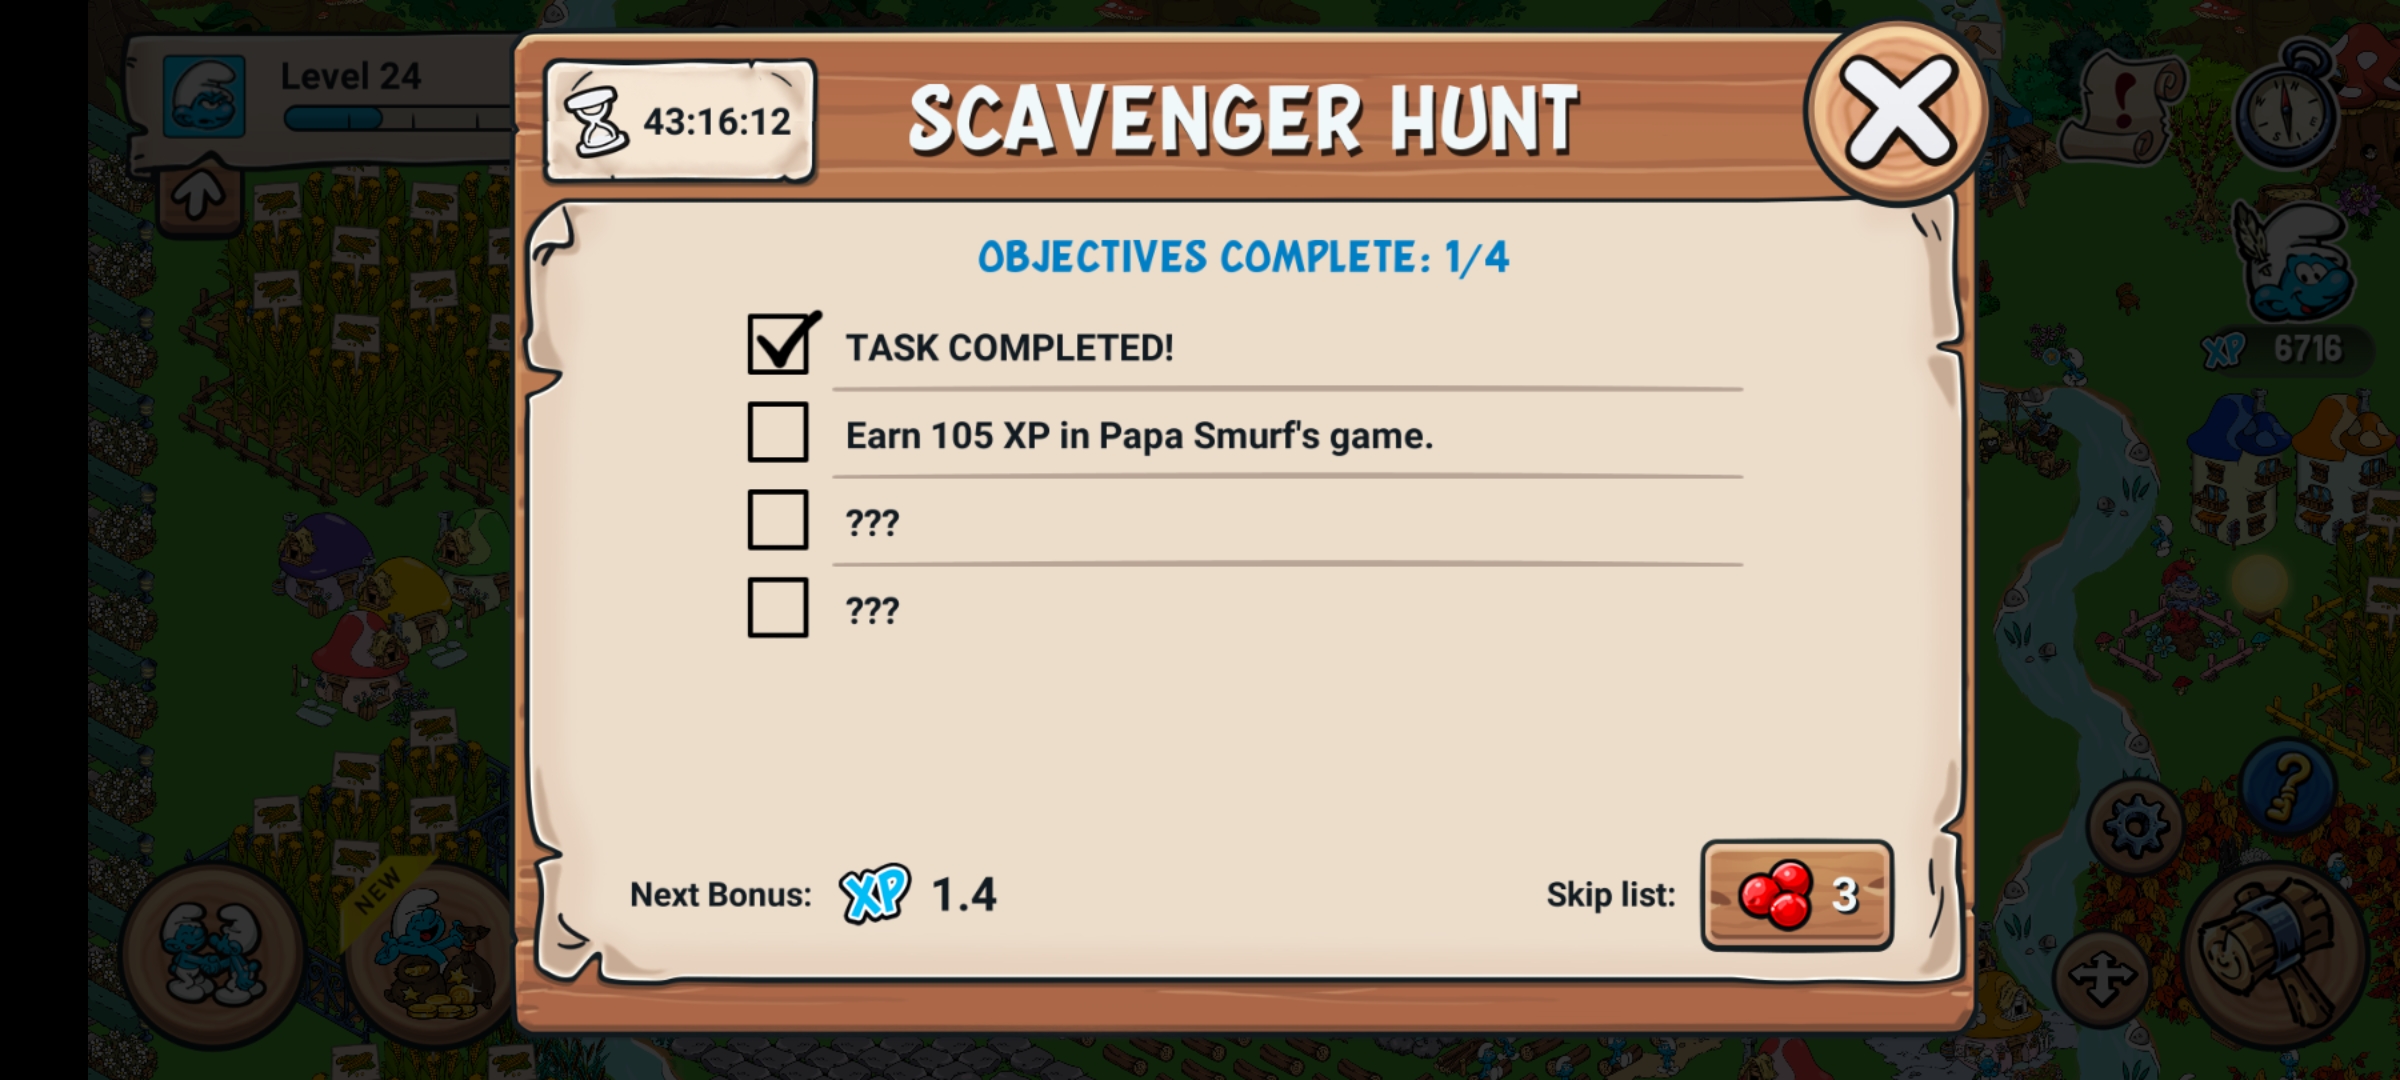 Level 24
43:16:12
SCAVENGER HUNT
OBJECTIVES COMPLETE: 1/4
TASK COMPLETED!
Earn 105 XP in Papa Smurf's game.
???
???
XP 6716
NEW
Next Bonus: XP 1.4
Skip list: 3